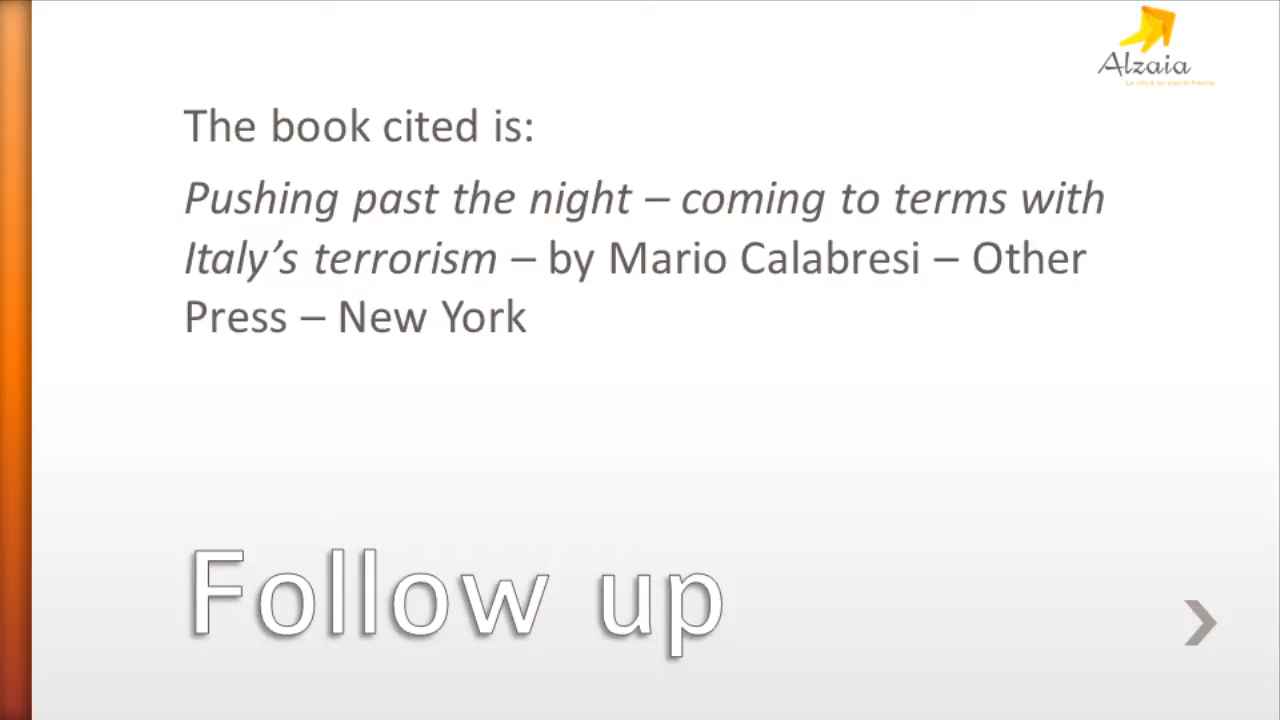 Alzaia
The book cited is:
Pushing past the night – coming to terms with
Italy’s terrorism – by Mario Calabresi – Other
Press – New York
Follow up